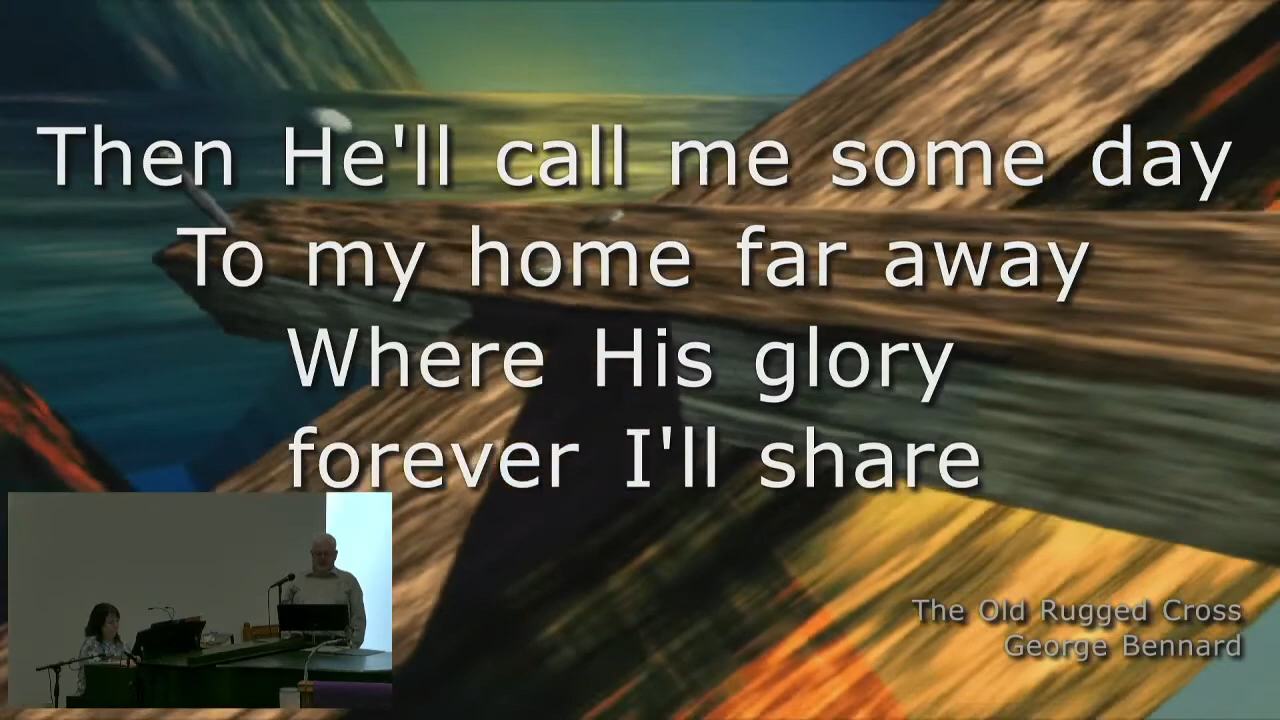 Then He'll call me some day
To my home far away
Where His glory
forever I'll share
The Old Rugged Cross
George Bennard